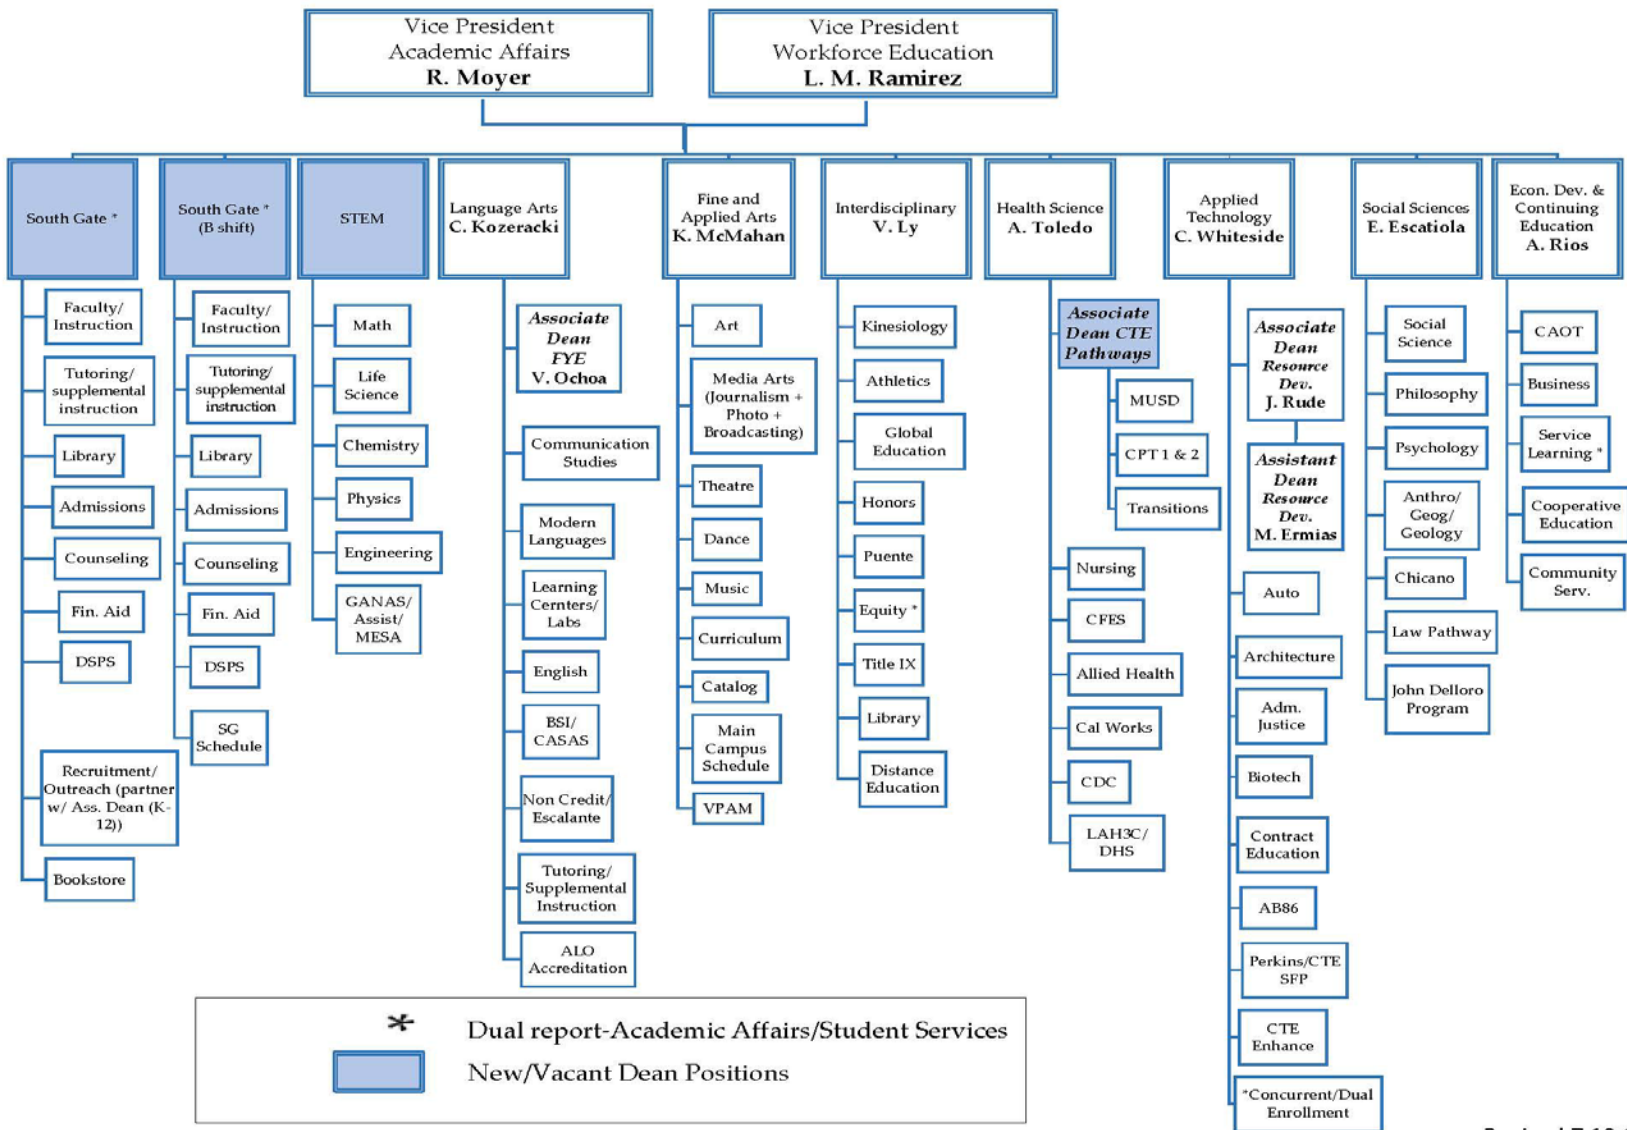 Vice President
Academic Affairs
R. Moyer
Vice President
Workforce Education
L. M. Ramirez
South Gate *
Faculty/
Instruction
Tutoring/
supplemental
instruction
Library
Admissions
Counseling
Fin. Aid
DSPS
Recruitment/
Outreach (partner
w/ Ass. Dean (K-
12))
Bookstore
South Gate *
(B shift)
Faculty/
Instruction
Tutoring/
supplemental
instruction
Library
Admissions
Counseling
Fin. Aid
DSPS
SG
Schedule
STEM
Math
Life
Science
Chemistry
Physics
Engineering
GANAS/
Assist/
MESA
Language Arts
C. Kozeracki
Associate
Dean
FYE
V. Ochoa
Communication
Studies
Modern
Languages
Learning
Cernters/
Labs
English
BSI/
CASAS
Non Credit/
Escalante
Tutoring/
Supplemental
Instruction
ALO
Accreditation
Fine and
Applied Arts
K. McMahan
Art
Media Arts
(Journalism +
Photo +
Broadcasting)
Theatre
Dance
Music
Curriculum
Catalog
Main
Campus
Schedule
VPAM
Interdisciplinary
V. Ly
Kinesiology
Athletics
Global
Education
Honors
Puente
Equity *
Title IX
Library
Distance
Education
Health Science
A. Toledo
Associate
Dean CTE
Pathways
MUSD
CPT 1 & 2
Transitions
Nursing
CFES
Allied Health
Cal Works
CDC
LAH3C/
DHS
Applied
Technology
C. Whiteside
Associate
Dean
Resource
Dev.
J. Rude
Assistant
Dean
Resource
Dev.
M. Ermias
Auto
Architecture
Adm.
Justice
Biotech
Contract
Education
AB86
Perkins/CTE
SFP
CTE
Enhance
*Concurrent/Dual
Enrollment
Social Sciences
E. Escatiola
Social
Science
Philosophy
Psychology
Anthro/
Geog/
Geology
Chicano
Law Pathway
John Delloro
Program
Econ. Dev. &
Continuing
Education
A. Rios
CAOT
Business
Service
Learning *
Cooperative
Education
Community
Serv.
* Dual report-Academic Affairs/Student Services
New/Vacant Dean Positions